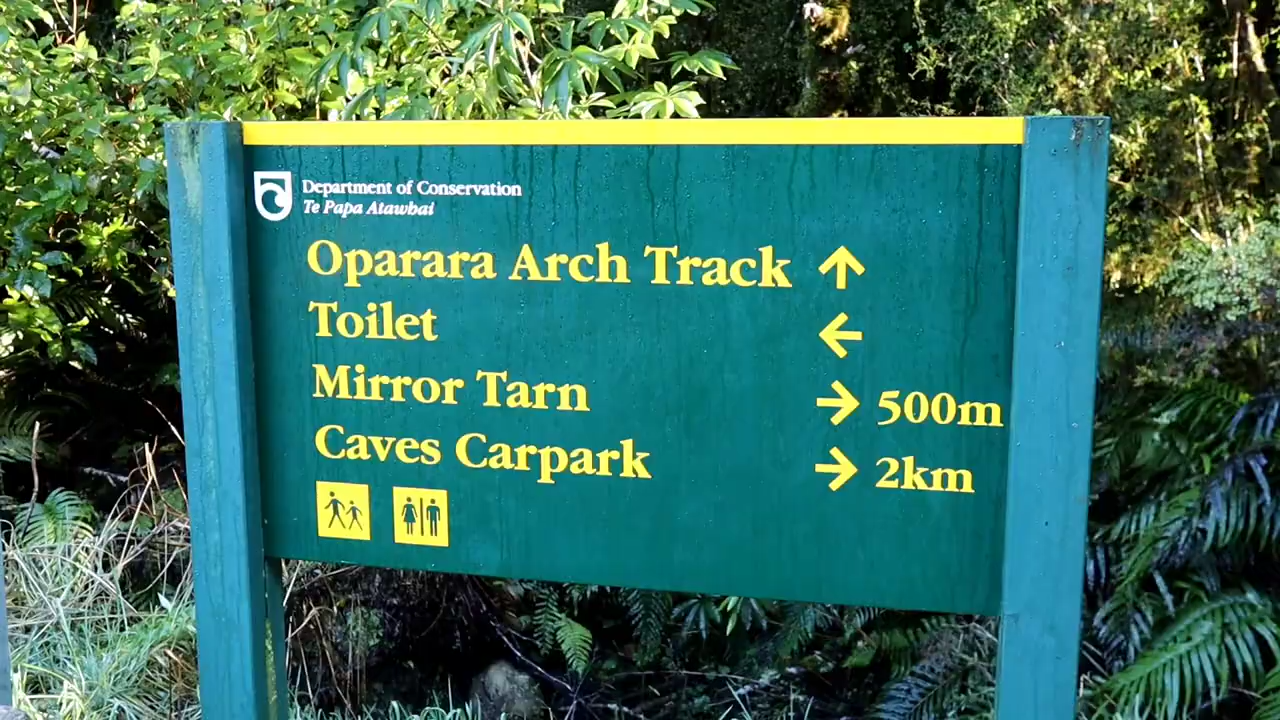 Department of Conservation
Te Papa Atawhai
Oparara Arch Track ↑
Toilet ←
Mirror Tarn → 500m
Caves Carpark → 2km